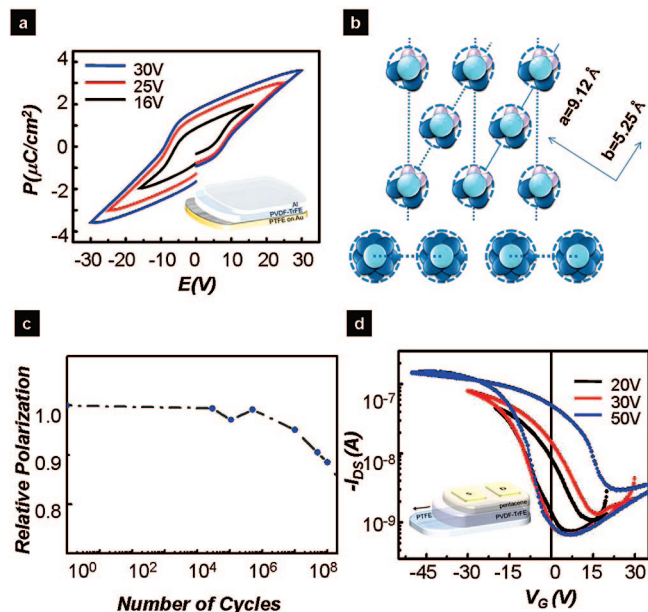 a
30V
25V
16V
P(μC/cm²)
4
2
0
-2
-4
-30 -20 -10 0 10 20 30
E(V)
Al
PVDF-TrFE
PTFE on Au
b
a=9.12 Å
b=5.25 Å
c
Relative Polarization
1.0
0.9
0.8
10⁰ 10² 10⁴ 10⁶ 10⁸
Number of Cycles
d
20V
30V
50V
-I_DS (A)
10⁻⁷
10⁻⁸
10⁻⁹
-45 -30 -15 0 15 30
V_G (V)
S D
pentacene
PTFE
PVDF-TrFE